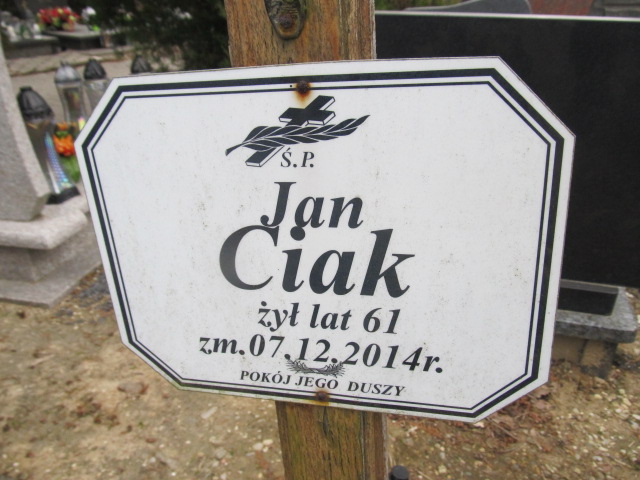 Ś.P.
Jan
Ciak
żył lat 61
zm.07.12.2014r.
POKÓJ JEGO DUSZY